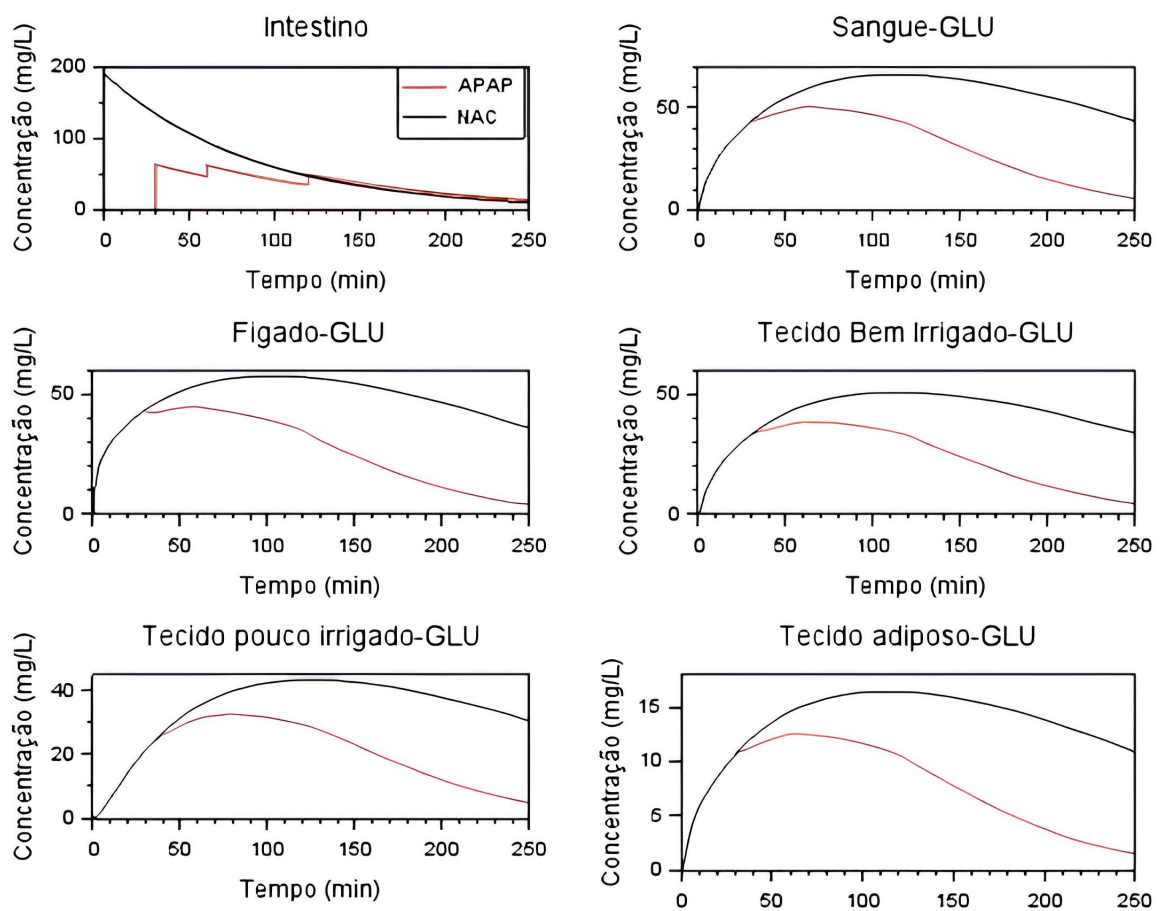 Intestino
Concentração (mg/L)
200
100
0
APAP
NAC
0 50 100 150 200 250
Tempo (min)
Sangue-GLU
Concentração (mg/L)
50
0
0 50 100 150 200 250
Tempo (min)
Figado-GLU
Concentração (mg/L)
50
0
0 50 100 150 200 250
Tempo (min)
Tecido Bem Irrigado-GLU
Concentração (mg/L)
50
0
0 50 100 150 200 250
Tempo (min)
Tecido pouco irrigado-GLU
Concentração (mg/L)
40
20
0
0 50 100 150 200 250
Tempo (min)
Tecido adiposo-GLU
Concentração (mg/L)
15
10
5
0
0 50 100 150 200 250